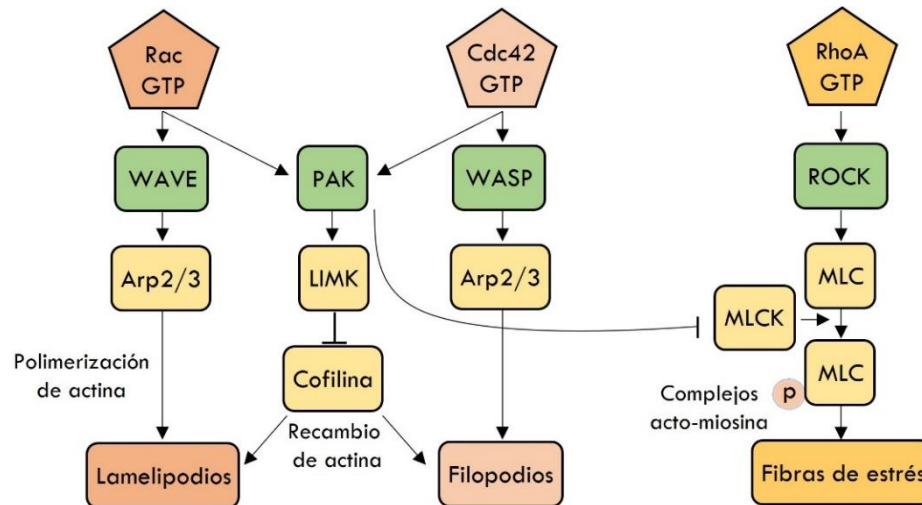 Rac
GTP
Cdc42
GTP
RhoA
GTP
WAVE
PAK
WASP
ROCK
Arp2/3
LIMK
Arp2/3
MLC
MLCK
Polimerización
de actina
Cofilina
MLC
p
Complejos
acto-miosina
Recambio
de actina
Lamelipodios
Filopodios
Fibras de estrés